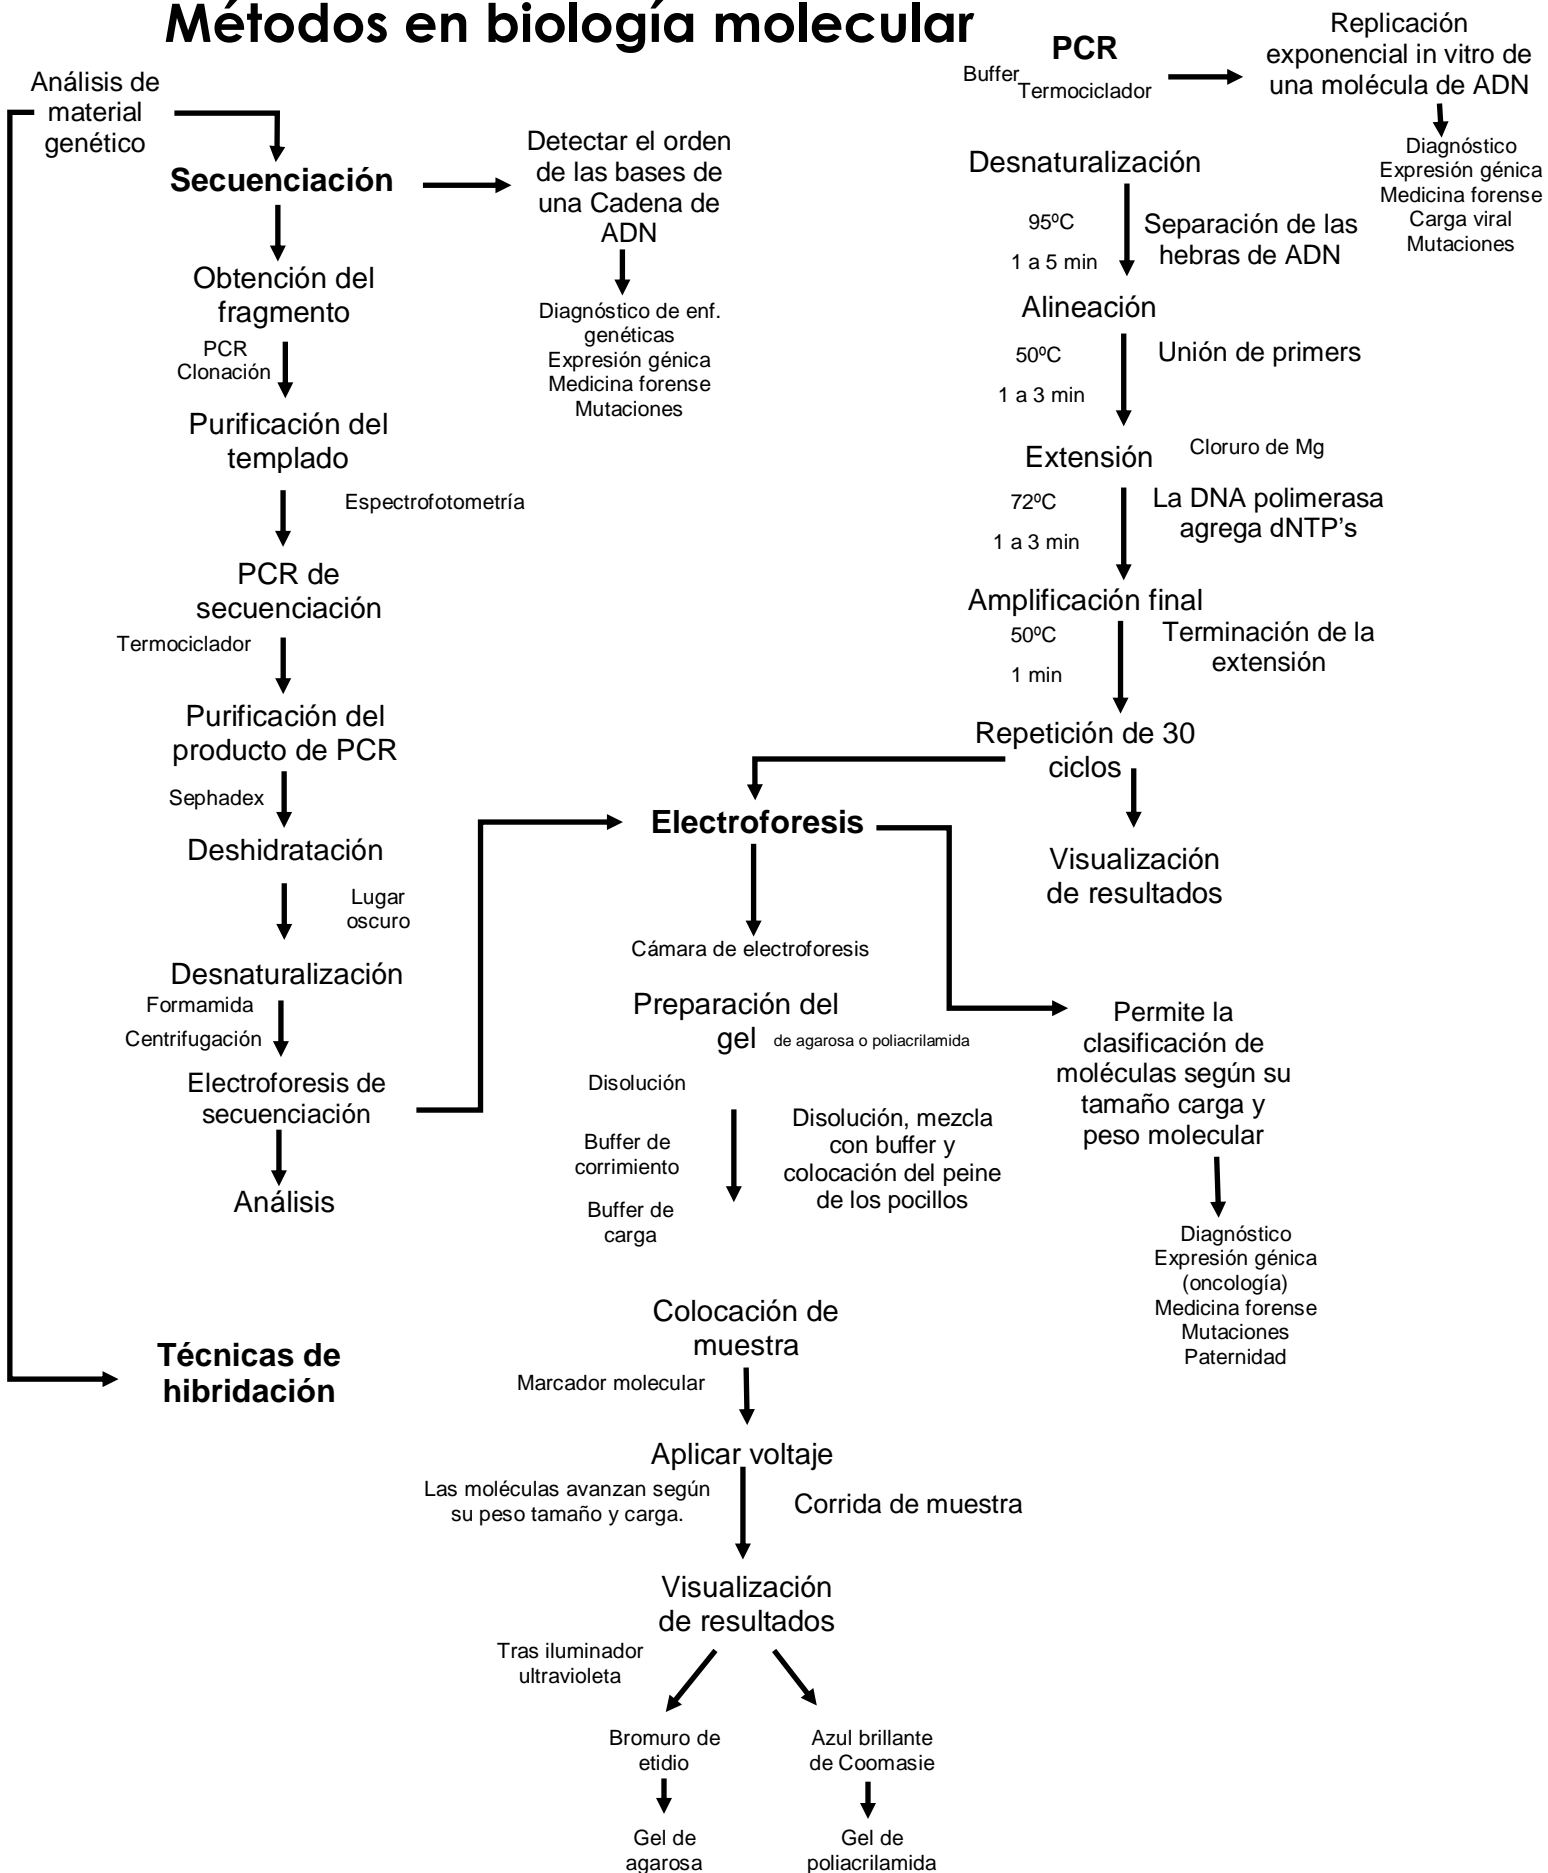 Métodos en biología molecular
Análisis de
material
genético
Secuenciación
Detectar el orden
de las bases de
una Cadena de
ADN
Diagnóstico de enf.
genéticas
Expresión génica
Medicina forense
Mutaciones
Obtención del
fragmento
PCR
Clonación
Purificación del
templado
Espectrofotometría
PCR de
secuenciación
Termociclador
Purificación del
producto de PCR
Sephadex
Deshidratación
Lugar
oscuro
Desnaturalización
Formamida
Centrifugación
Electroforesis de
secuenciación
Análisis
Técnicas de
hibridación
PCR
Buffer
Termociclador
Replicación
exponencial in vitro de
una molécula de ADN
Diagnóstico
Expresión génica
Medicina forense
Carga viral
Mutaciones
Desnaturalización
95ºC
1 a 5 min
Separación de las
hebras de ADN
Alineación
50ºC
1 a 3 min
Unión de primers
Extensión
Cloruro de Mg
72ºC
1 a 3 min
La DNA polimerasa
agrega dNTP’s
Amplificación final
50ºC
1 min
Terminación de la
extensión
Repetición de 30
ciclos
Visualización
de resultados
Electroforesis
Cámara de electroforesis
Preparación del
gel de agarosa o poliacrilamida
Disolución
Buffer de
corrimiento
Buffer de
carga
Disolución, mezcla
con buffer y
colocación del peine
de los pocillos
Permite la
clasificación de
moléculas según su
tamaño carga y
peso molecular
Diagnóstico
Expresión génica
(oncología)
Medicina forense
Mutaciones
Paternidad
Colocación de
muestra
Marcador molecular
Aplicar voltaje
Las moléculas avanzan según
su peso tamaño y carga.
Corrida de muestra
Visualización
de resultados
Tras iluminador
ultravioleta
Bromuro de
etidio
Gel de
agarosa
Azul brillante
de Coomasie
Gel de
poliacrilamida